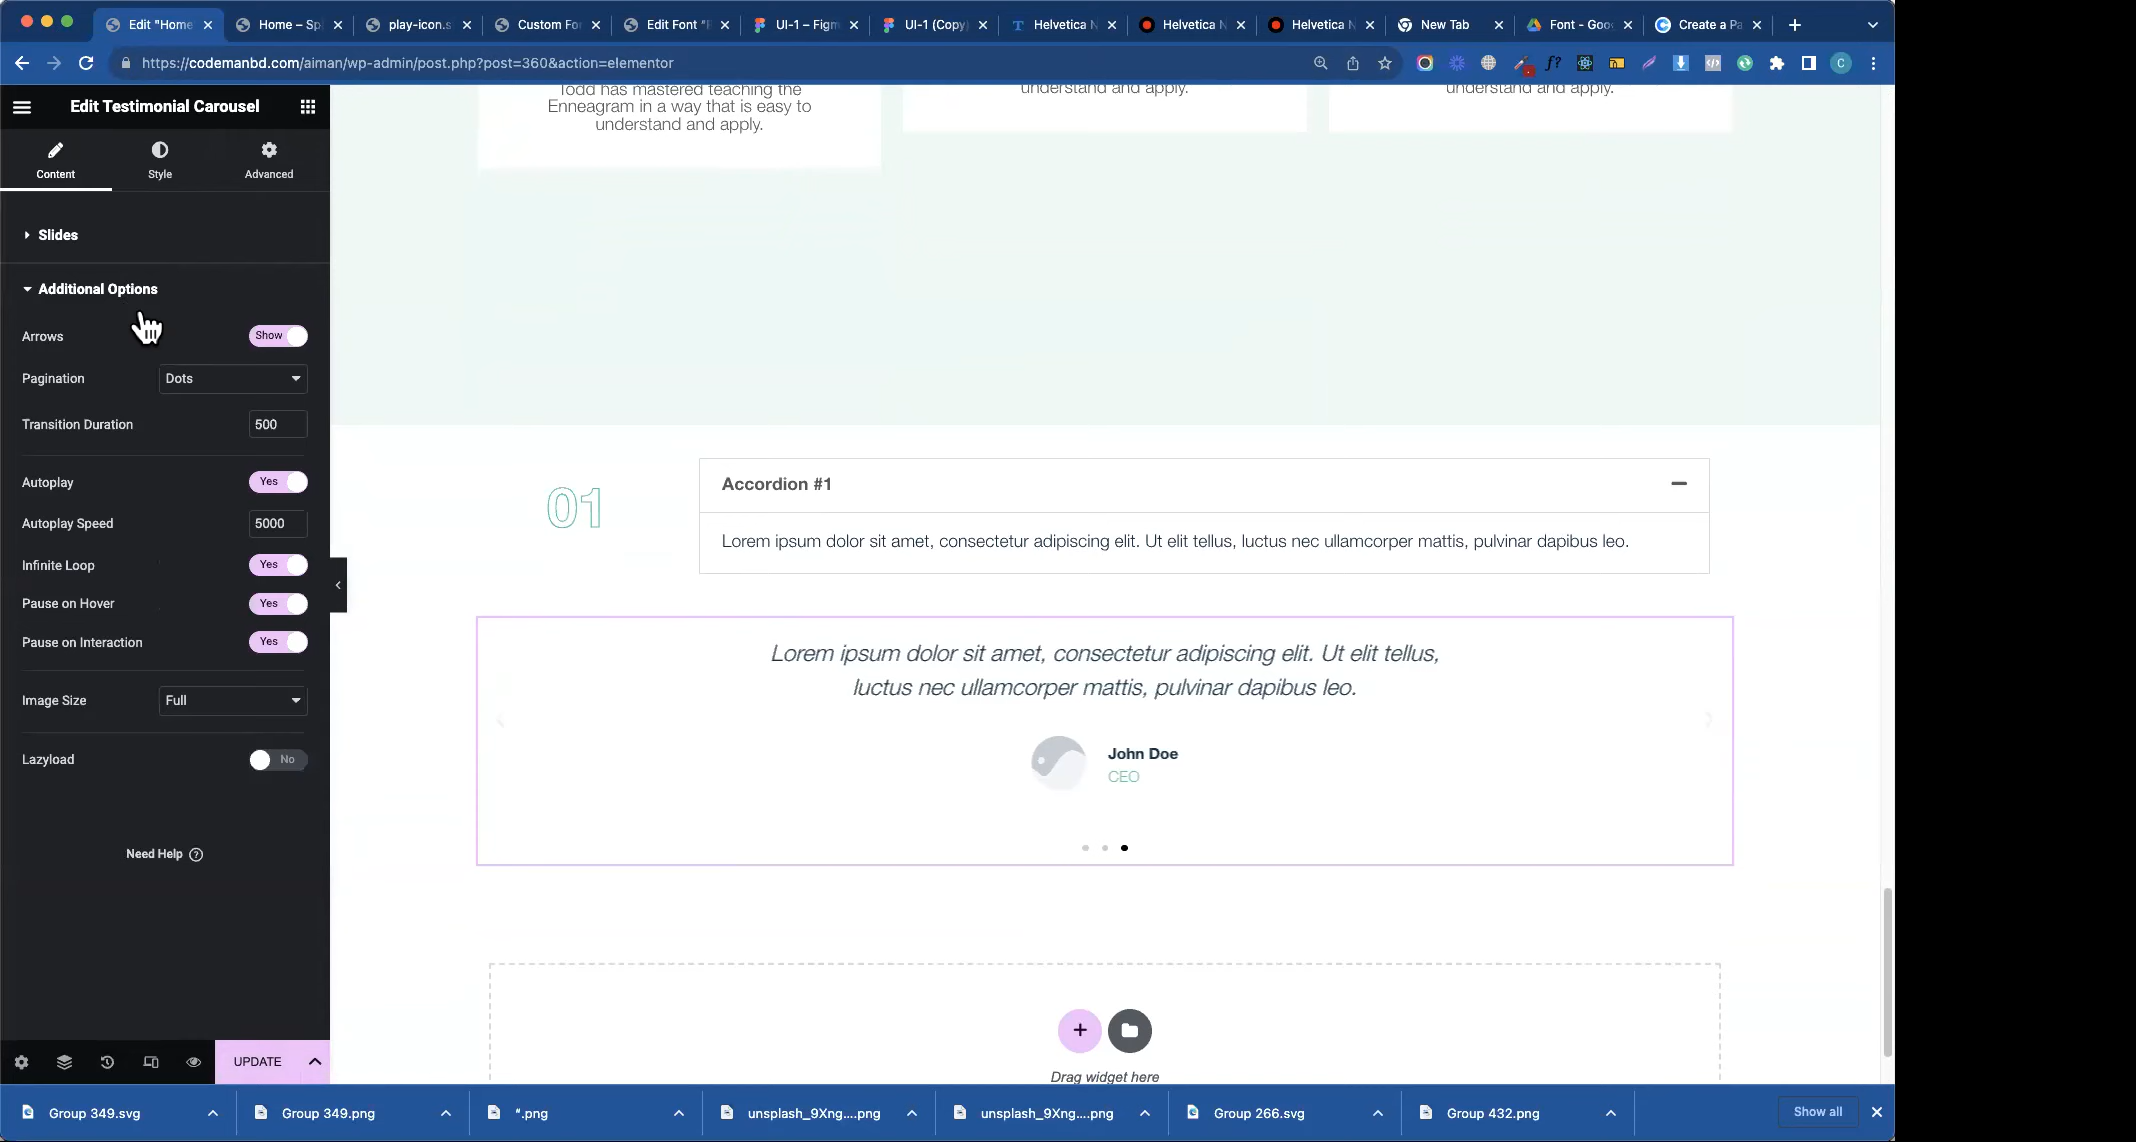 Edit "Home
Home – Sp
play-icon.s
Custom Fo
Edit Font "
UI-1 – Figm
UI-1 (Copy)
Helvetica N
Helvetica N
Helvetica N
New Tab
Font - Goo
Create a Pa
https://codemanbd.com/aiman/wp-admin/post.php?post=360&action=elementor
Edit Testimonial Carousel
Content
Style
Advanced
Slides
Additional Options
Arrows
Show
Pagination
Dots
Transition Duration
500
Autoplay
Yes
Autoplay Speed
5000
Infinite Loop
Yes
Pause on Hover
Yes
Pause on Interaction
Yes
Image Size
Full
Lazyload
No
Need Help
UPDATE
Todd has mastered teaching the
Enneagram in a way that is easy to
understand and apply.
understand and apply.
understand and apply.
01
Accordion #1
Lorem ipsum dolor sit amet, consectetur adipiscing elit. Ut elit tellus, luctus nec ullamcorper mattis, pulvinar dapibus leo.
Lorem ipsum dolor sit amet, consectetur adipiscing elit. Ut elit tellus,
luctus nec ullamcorper mattis, pulvinar dapibus leo.
John Doe
CEO
Drag widget here
Group 349.svg
Group 349.png
*.png
unsplash_9Xng....png
unsplash_9Xng....png
Group 266.svg
Group 432.png
Show all